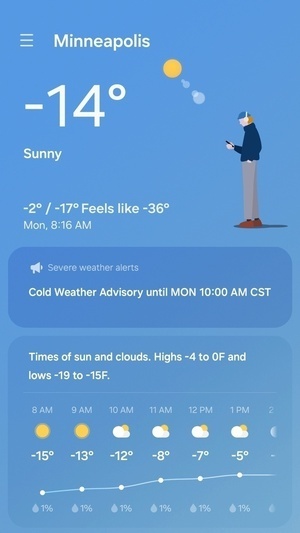 Minneapolis
-14°
Sunny
-2° / -17° Feels like -36°
Mon, 8:16 AM
Severe weather alerts
Cold Weather Advisory until MON 10:00 AM CST
Times of sun and clouds. Highs -4 to 0F and
lows -19 to -15F.
8 AM 9 AM 10 AM 11 AM 12 PM 1 PM 2
-15° -13° -12° -8° -7° -5°
1% 1% 1% 1% 1% 1%